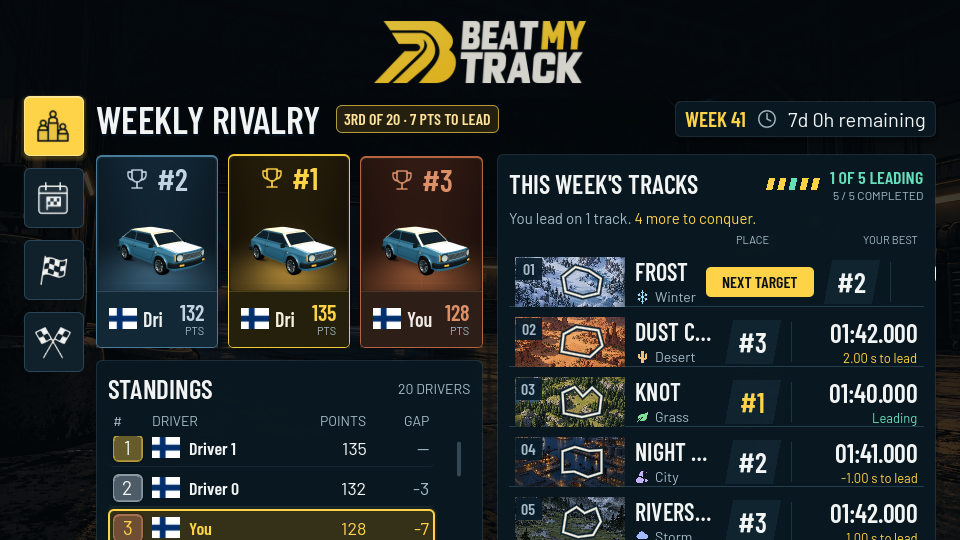 BEAT MY
TRACK
WEEKLY RIVALRY
3RD OF 20 · 7 PTS TO LEAD
WEEK 41
7d 0h remaining
#2
Dri
132
PTS
#1
Dri
135
PTS
#3
You
128
PTS
STANDINGS
20 DRIVERS
# DRIVER POINTS GAP
1 Driver 1 135 —
2 Driver 0 132 -3
3 You 128 -7
THIS WEEK'S TRACKS
1 OF 5 LEADING
5 / 5 COMPLETED
You lead on 1 track. 4 more to conquer.
PLACE YOUR BEST
01 FROST NEXT TARGET #2
Winter
02 DUST C... #3 01:42.000
Desert 2.00 s to lead
03 KNOT #1 01:40.000
Grass Leading
04 NIGHT ... #2 01:41.000
City -1.00 s to lead
05 RIVERS... #3 01:42.000
Storm 1.00 s to lead